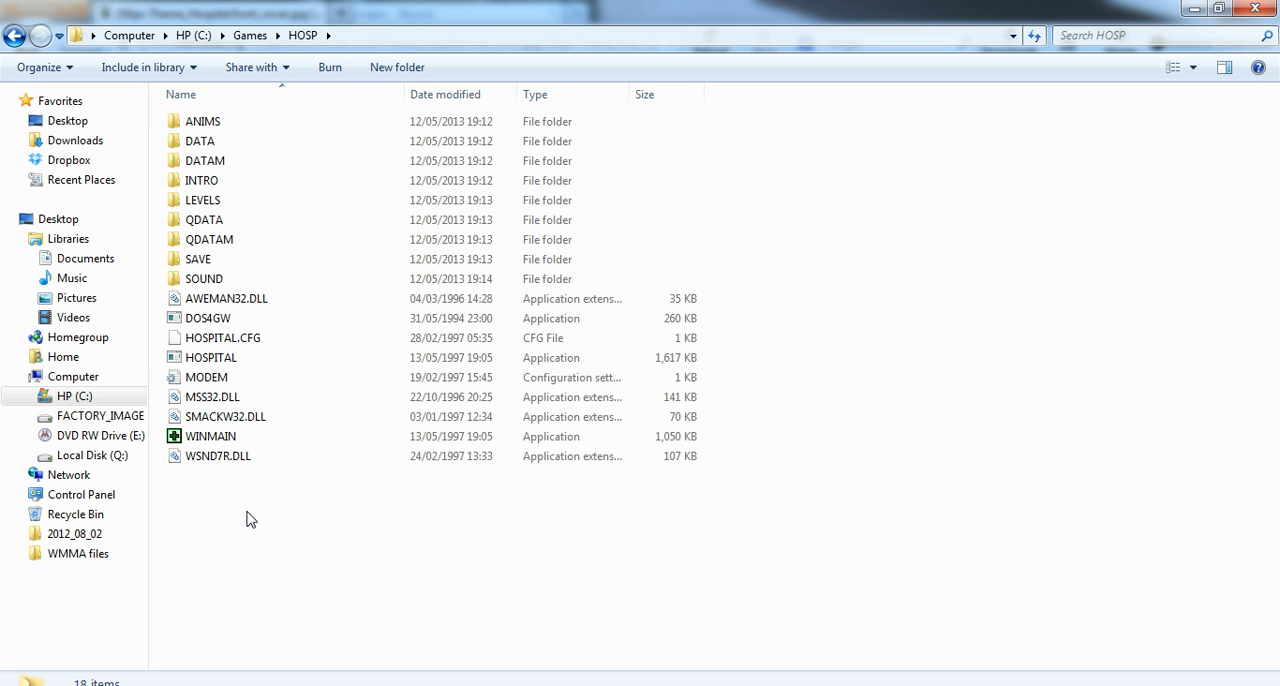 Computer HP (C:) Games HOSP
Search HOSP
Organize Include in library Share with Burn New folder
Name Date modified Type Size
Favorites
Desktop
Downloads
Dropbox
Recent Places
Desktop
Libraries
Documents
Music
Pictures
Videos
Homegroup
Home
Computer
HP (C:)
FACTORY_IMAGE
DVD RW Drive (E:)
Local Disk (Q:)
Network
Control Panel
Recycle Bin
2012_08_02
WMMA files
ANIMS 12/05/2013 19:12 File folder
DATA 12/05/2013 19:12 File folder
DATAM 12/05/2013 19:12 File folder
INTRO 12/05/2013 19:12 File folder
LEVELS 12/05/2013 19:13 File folder
QDATA 12/05/2013 19:13 File folder
QDATAM 12/05/2013 19:13 File folder
SAVE 12/05/2013 19:13 File folder
SOUND 12/05/2013 19:14 File folder
AWEMAN32.DLL 04/03/1996 14:28 Application extens... 35 KB
DOS4GW 31/05/1994 23:00 Application 260 KB
HOSPITAL.CFG 28/02/1997 05:35 CFG File 1 KB
HOSPITAL 13/05/1997 19:05 Application 1,617 KB
MODEM 19/02/1997 15:45 Configuration sett... 1 KB
MSS32.DLL 22/10/1996 20:25 Application extens... 141 KB
SMACKW32.DLL 03/01/1997 12:34 Application extens... 70 KB
WINMAIN 13/05/1997 19:05 Application 1,050 KB
WSND7R.DLL 24/02/1997 13:33 Application extens... 107 KB
18 items